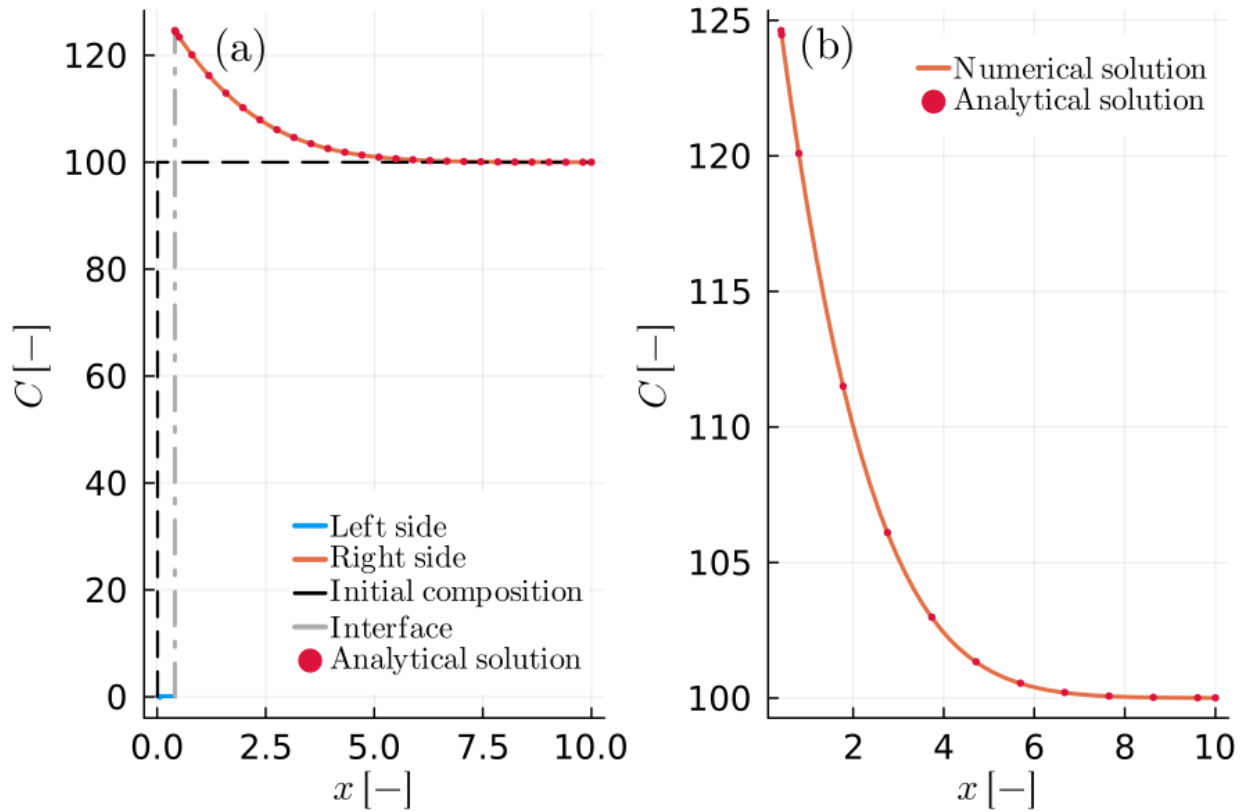 (a)
120
100
80
60
40
20
0
C [−]
Left side
Right side
Initial composition
Interface
Analytical solution
0.0 2.5 5.0 7.5 10.0
x [−]
(b)
125
120
115
110
105
100
C [−]
Numerical solution
Analytical solution
2 4 6 8 10
x [−]